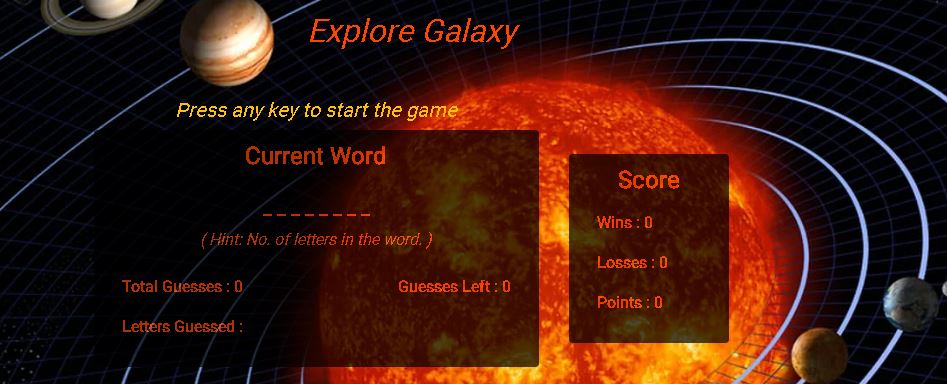 Explore Galaxy
Press any key to start the game
Current Word
_ _ _ _ _ _ _ _
( Hint: No. of letters in the word. )
Total Guesses : 0
Guesses Left : 0
Letters Guessed :
Score
Wins : 0
Losses : 0
Points : 0